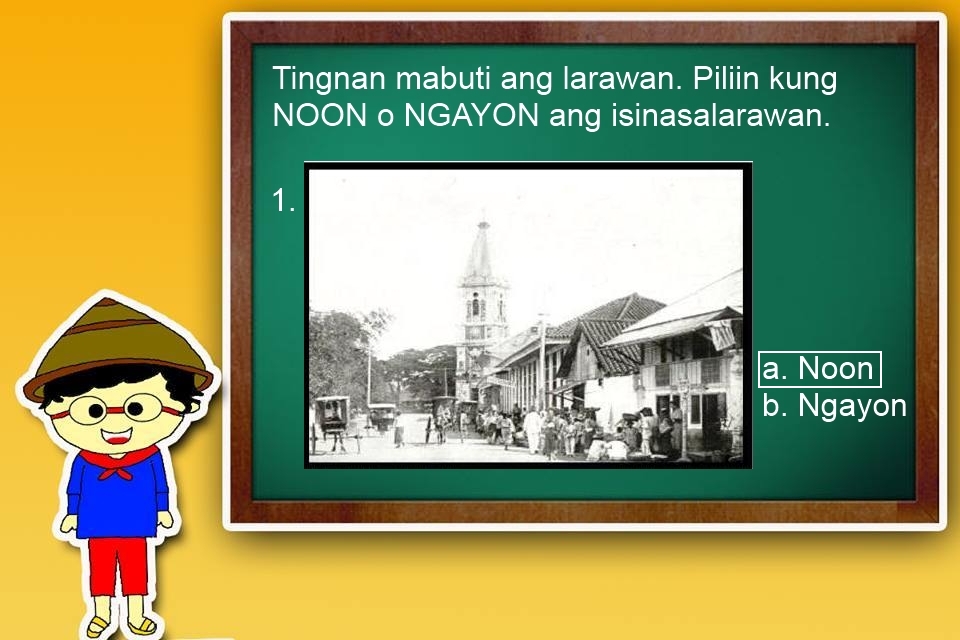 Tingnan mabuti ang larawan. Piliin kung
NOON o NGAYON ang isinasalarawan.
1.
a. Noon
b. Ngayon